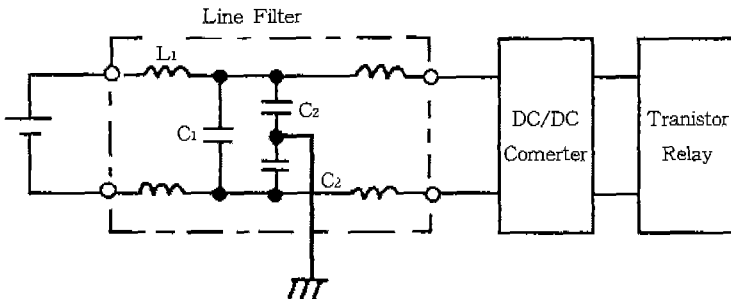 Line Filter
L1
C2
C1
C2
DC/DC
Comerter
Tranistor
Relay